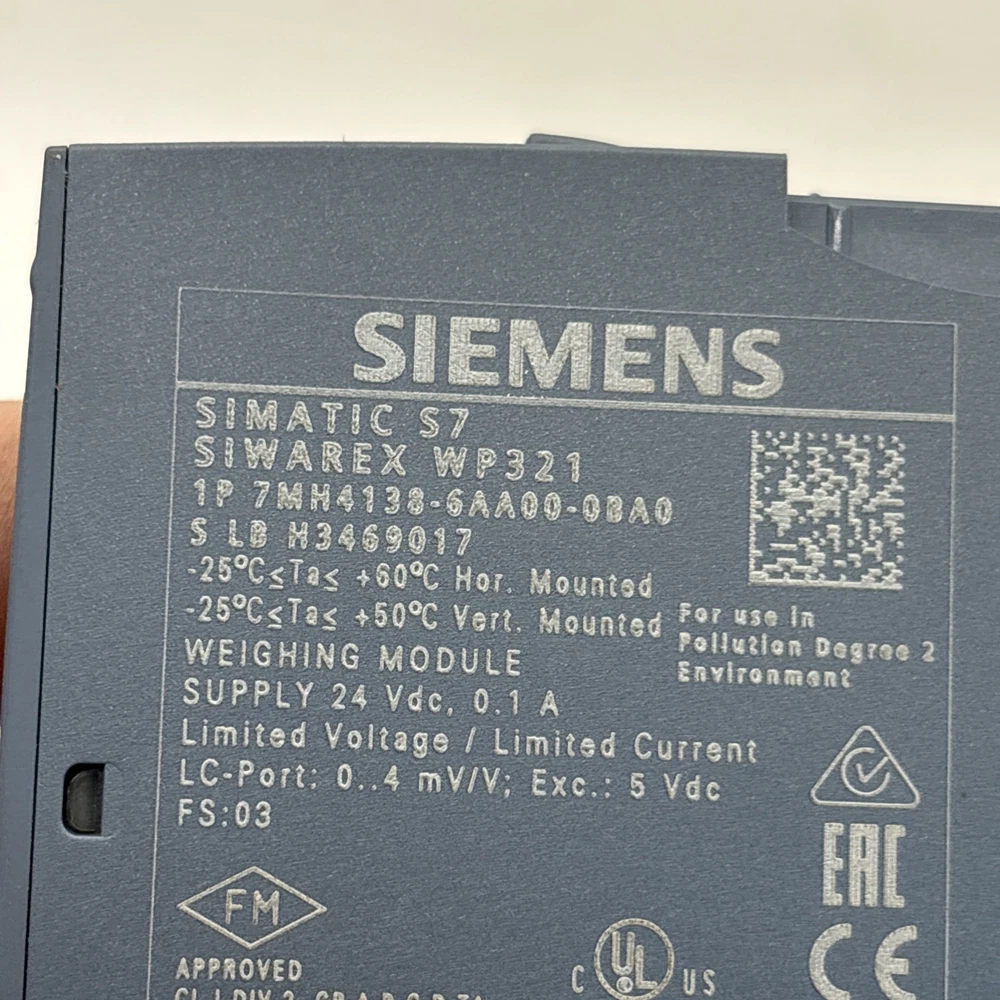 SIEMENS
SIMATIC S7
SIWAREX WP321
1P 7MH4138-6AA00-0BA0
S LB H3469017
-25°C≤Ta≤ +60°C Hor. Mounted
-25°C≤Ta≤ +50°C Vert. Mounted
For use in
Pollution Degree 2
Environment
WEIGHING MODULE
SUPPLY 24 Vdc, 0.1 A
Limited Voltage / Limited Current
LC-Port: 0..4 mV/V; Exc.: 5 Vdc
FS:03
EAC
FM
APPROVED
C UL US
CE